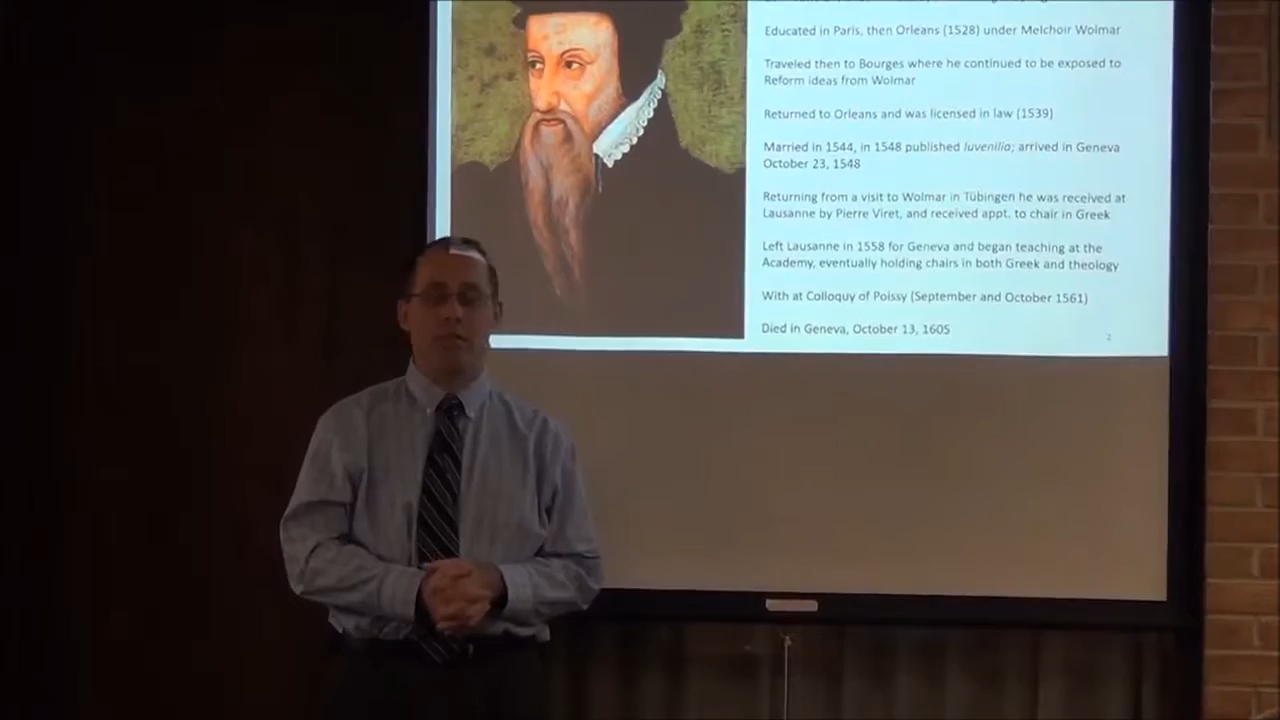 Educated in Paris, then Orleans (1528) under Melchoir Wolmar
Traveled then to Bourges where he continued to be exposed to
Reform ideas from Wolmar
Returned to Orleans and was licensed in law (1539)
Married in 1544, in 1548 published Iuvenilia; arrived in Geneva
October 23, 1548
Returning from a visit to Wolmar in Tübingen he was received at
Lausanne by Pierre Viret, and received appt. to chair in Greek
Left Lausanne in 1558 for Geneva and began teaching at the
Academy, eventually holding chairs in both Greek and theology
With at Colloquy of Poissy (September and October 1561)
Died in Geneva, October 13, 1605
2